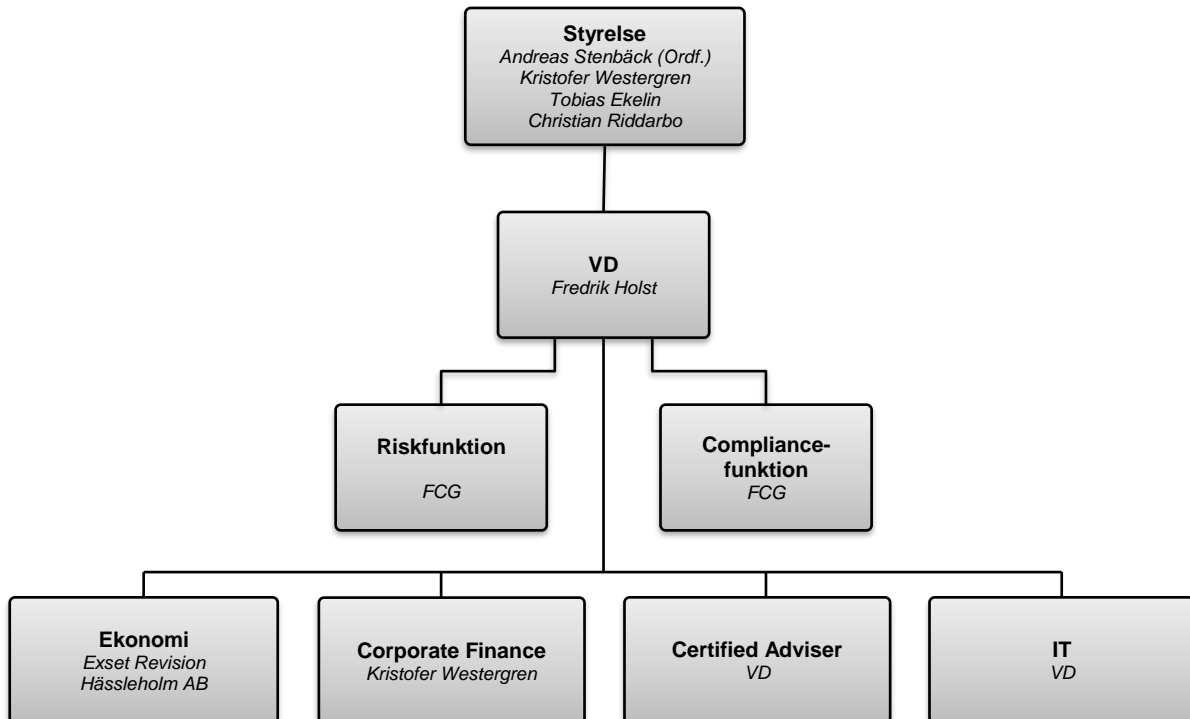 Styrelse
Andreas Stenbäck (Ordf.)
Kristofer Westergren
Tobias Ekelin
Christian Riddarbo
VD
Fredrik Holst
Riskfunktion
FCG
Compliance-
funktion
FCG
Ekonomi
Exset Revision
Hässleholm AB
Corporate Finance
Kristofer Westergren
Certified Adviser
VD
IT
VD